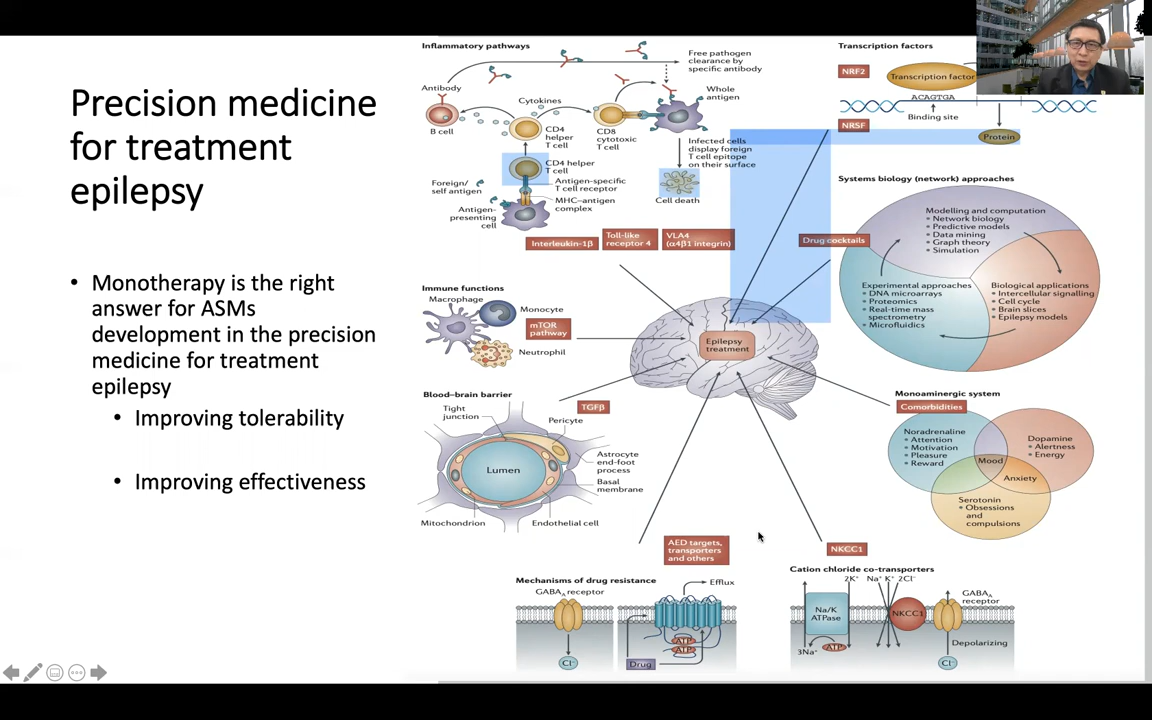 Precision medicine
for treatment
epilepsy
• Monotherapy is the right
answer for ASMs
development in the precision
medicine for treatment
epilepsy
• Improving tolerability
• Improving effectiveness
Inflammatory pathways
Antibody
B cell
Cytokines
CD4
helper
T cell
CD8
cytotoxic
T cell
Free pathogen
clearance by
specific antibody
Whole
antigen
CD4 helper
T cell
Infected cells
display foreign
T cell epitope
on their surface
Foreign/
self antigen
Antigen-specific
T cell receptor
MHC–antigen
complex
Antigen-
presenting
cell
Cell death
Interleukin-1β
Toll-like
receptor 4
VLA4
(α4β1 integrin)
Transcription factors
NRF2
Transcription factor
ACAGTGA
Binding site
NRSF
Protein
Systems biology (network) approaches
Modelling and computation
• Network biology
• Predictive models
• Data mining
• Graph theory
• Simulation
Drug cocktails
Experimental approaches
• DNA microarrays
• Proteomics
• Real-time mass
spectrometry
• Microfluidics
Biological applications
• Intercellular signalling
• Cell cycle
• Brain slices
• Epilepsy models
Immune functions
Macrophage
Monocyte
mTOR
pathway
Neutrophil
Epilepsy
treatment
Blood–brain barrier
Tight
junction
TGFβ
Pericyte
Lumen
Astrocyte
end-foot
process
Basal
membrane
Mitochondrion
Endothelial cell
Monoaminergic system
Comorbidities
Noradrenaline
• Attention
• Motivation
• Pleasure
• Reward
Dopamine
• Alertness
• Energy
Mood
Anxiety
Serotonin
• Obsessions
and
compulsions
AED targets,
transporters
and others
Mechanisms of drug resistance
GABA A receptor
Efflux
ATP
ATP
Cl⁻
Drug
NKCC1
Cation chloride co-transporters
2K⁺
Na⁺ K⁺ 2Cl⁻
GABA A
receptor
Na/K
ATPase
NKCC1
3Na⁺
ATP
Depolarizing
Cl⁻